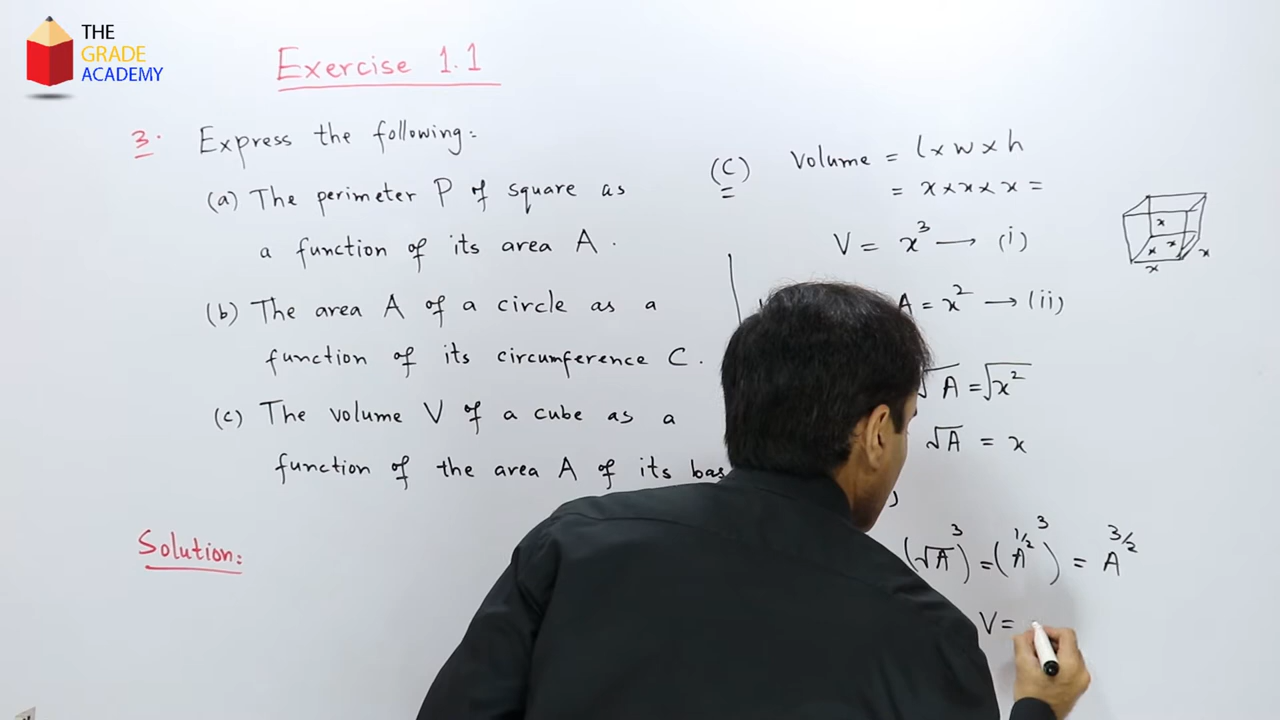 THE
GRADE
ACADEMY
Exercise 1.1
3. Express the following:
(a) The perimeter P of square as
a function of its area A.
(b) The area A of a circle as a
function of its circumference C.
(c) The volume V of a cube as a
function of the area A of its
Solution:
(C) Volume = l×w×h
= x×x×x =
V = x³ → (i)
A = x² → (ii)
√A = √x²
√A = x
(√A)³ = (A^1/2)³ = A^3/2
V =
x
x
x
x
x